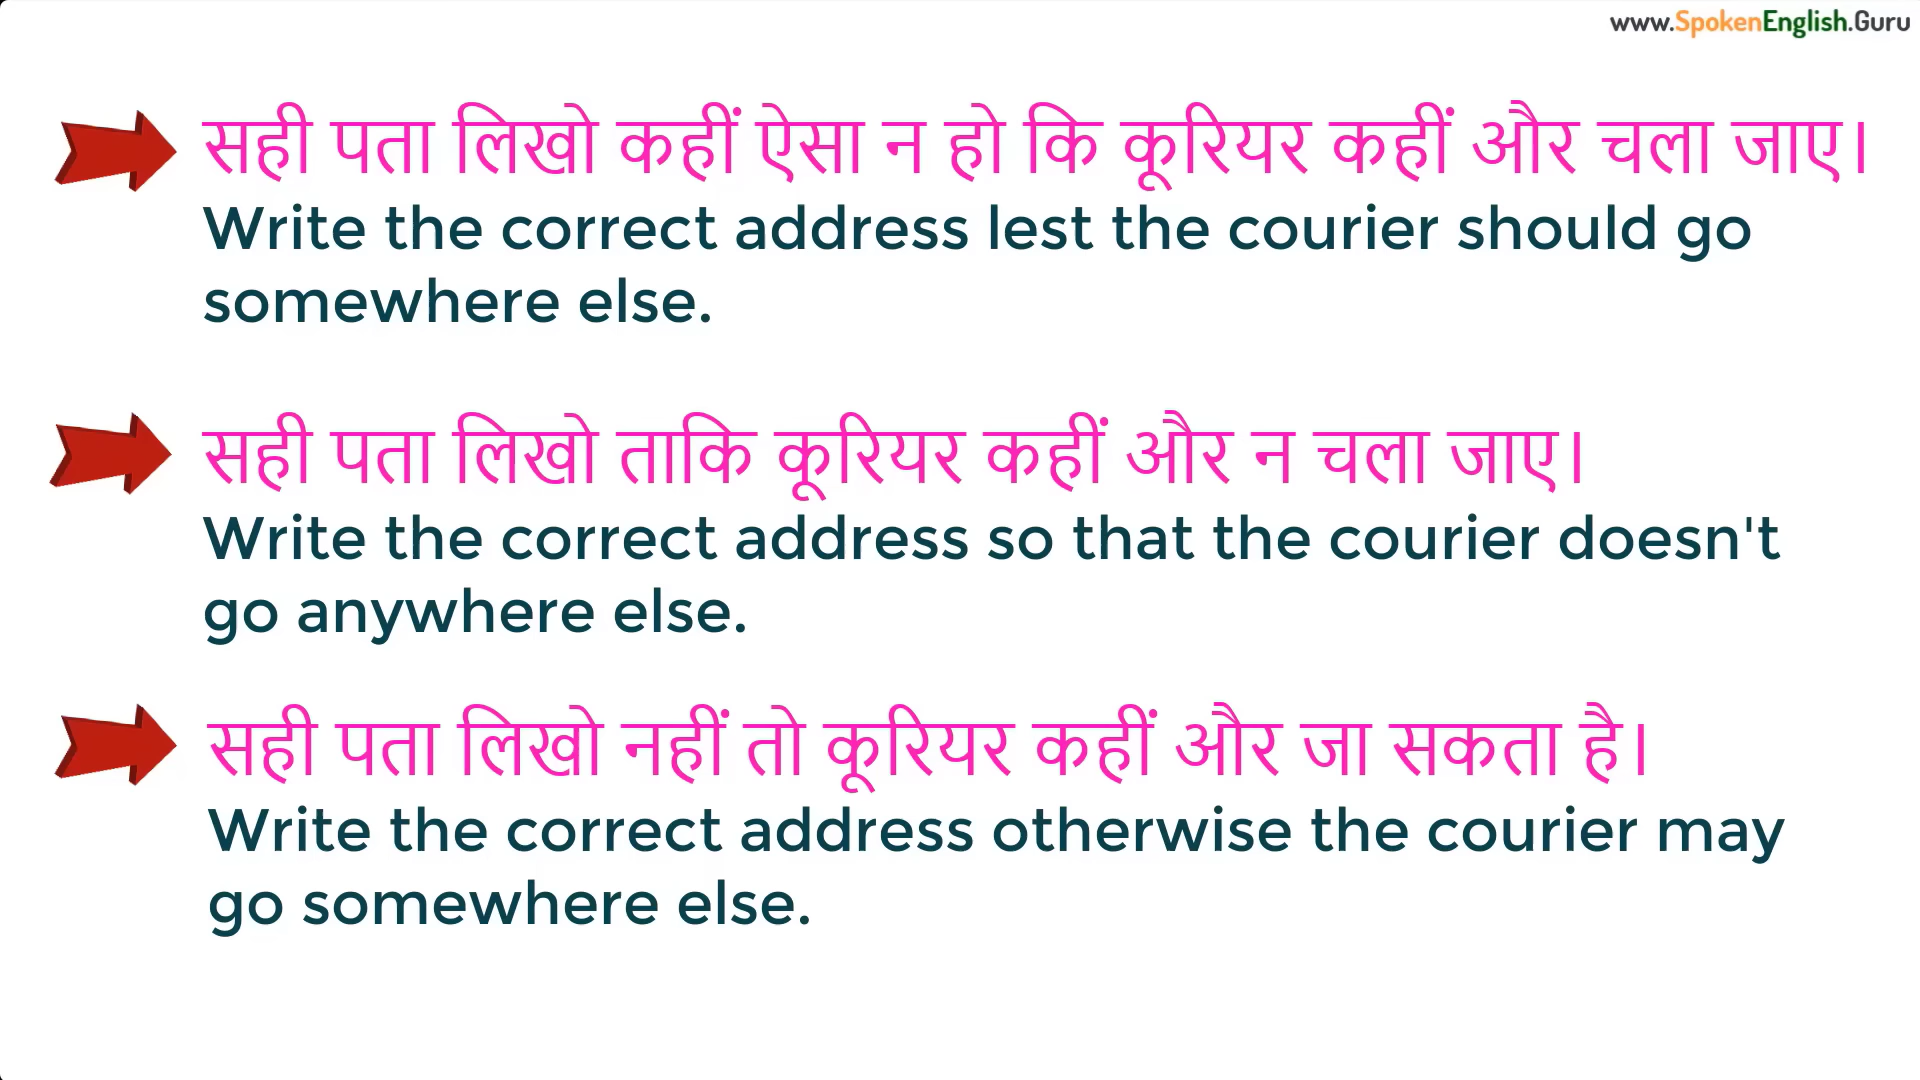 www.SpokenEnglish.Guru
सही पता लिखो कहीं ऐसा न हो कि कूरियर कहीं और चला जाए।
Write the correct address lest the courier should go
somewhere else.
सही पता लिखो ताकि कूरियर कहीं और न चला जाए।
Write the correct address so that the courier doesn't
go anywhere else.
सही पता लिखो नहीं तो कूरियर कहीं और जा सकता है।
Write the correct address otherwise the courier may
go somewhere else.